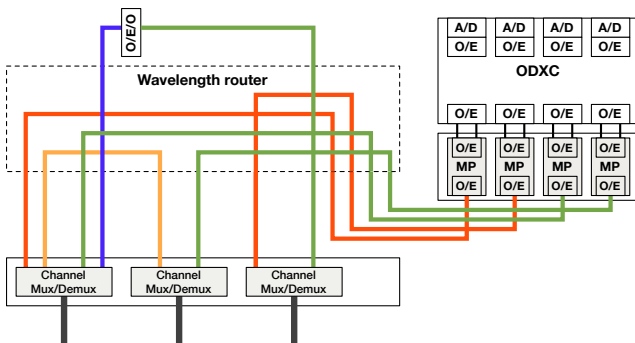 O/E/O
A/D A/D A/D A/D
O/E O/E O/E O/E
ODXC
Wavelength router
O/E O/E O/E O/E
O/E O/E O/E O/E
MP MP MP MP
O/E O/E O/E O/E
Channel Channel Channel
Mux/Demux Mux/Demux Mux/Demux